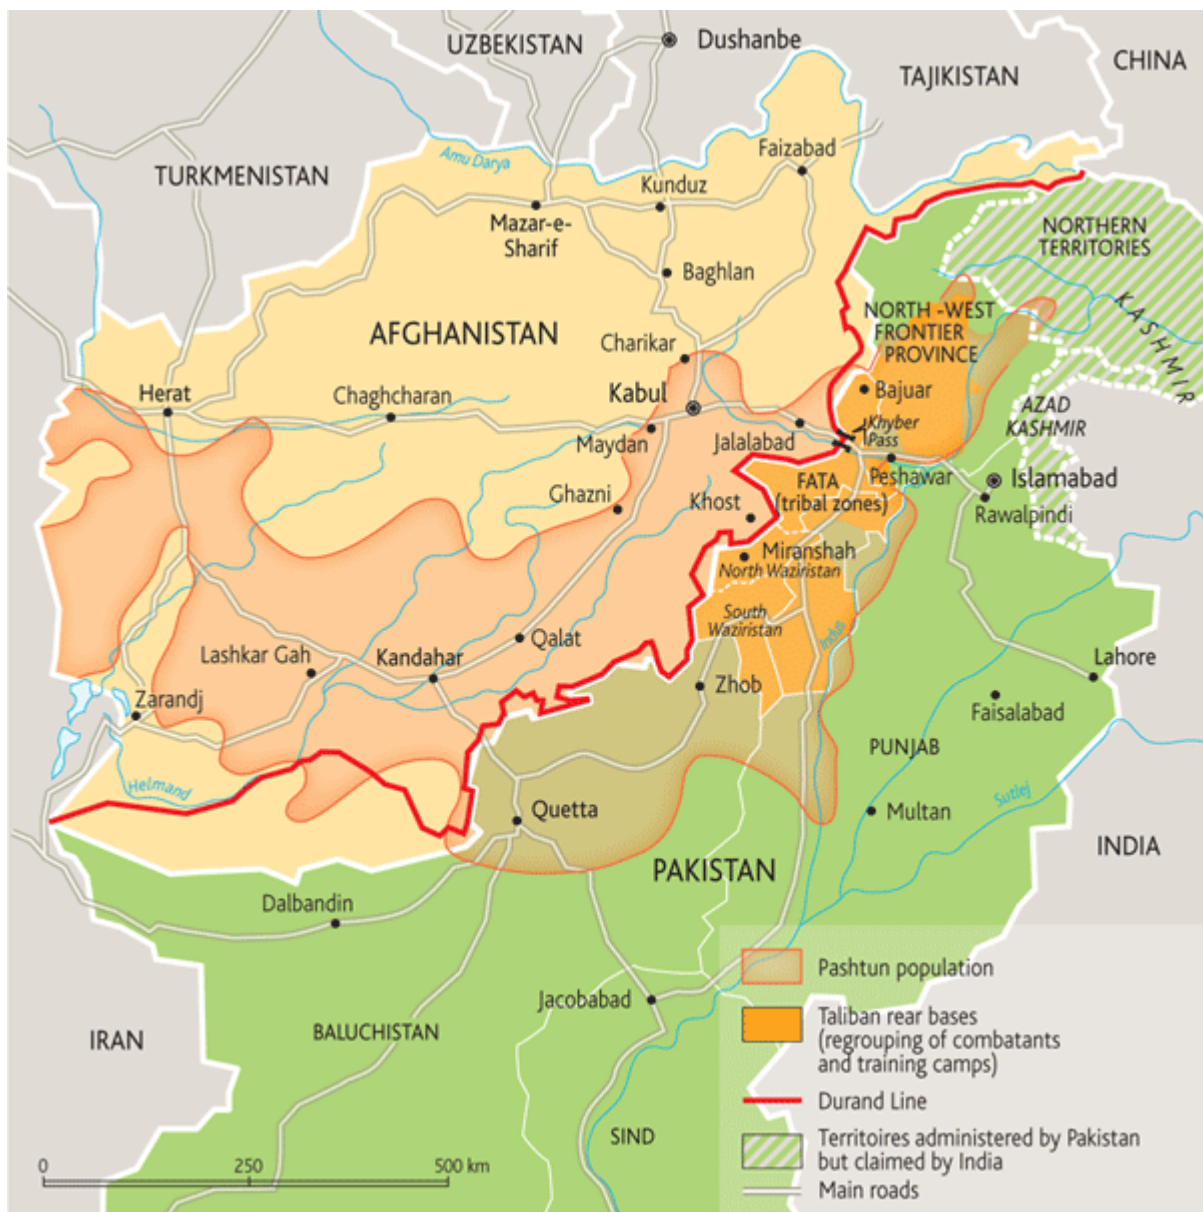 UZBEKISTAN
Dushanbe
TAJIKISTAN
CHINA
TURKMENISTAN
Amu Darya
Faizabad
Kunduz
Mazar-e-
Sharif
Baghlan
NORTHERN
TERRITORIES
KASHMIR
AFGHANISTAN
NORTH -WEST
FRONTIER
PROVINCE
Charikar
Herat
Chaghcharan
Kabul
Bajuar
AZAD
KASHMIR
Maydan
Jalalabad
Khyber
Pass
Peshawar
Islamabad
Rawalpindi
Ghazni
Khost
FATA
(tribal zones)
Miranshah
North Waziristan
South
Waziristan
Indus
Lashkar Gah
Kandahar
Qalat
Lahore
Zarandj
Zhob
Faisalabad
PUNJAB
Helmand
Quetta
Multan
Sutlej
PAKISTAN
INDIA
Dalbandin
Jacobabad
IRAN
BALUCHISTAN
SIND
Pashtun population
Taliban rear bases
(regrouping of combatants
and training camps)
Durand Line
Territoires administered by Pakistan
but claimed by India
Main roads
0 250 500 km